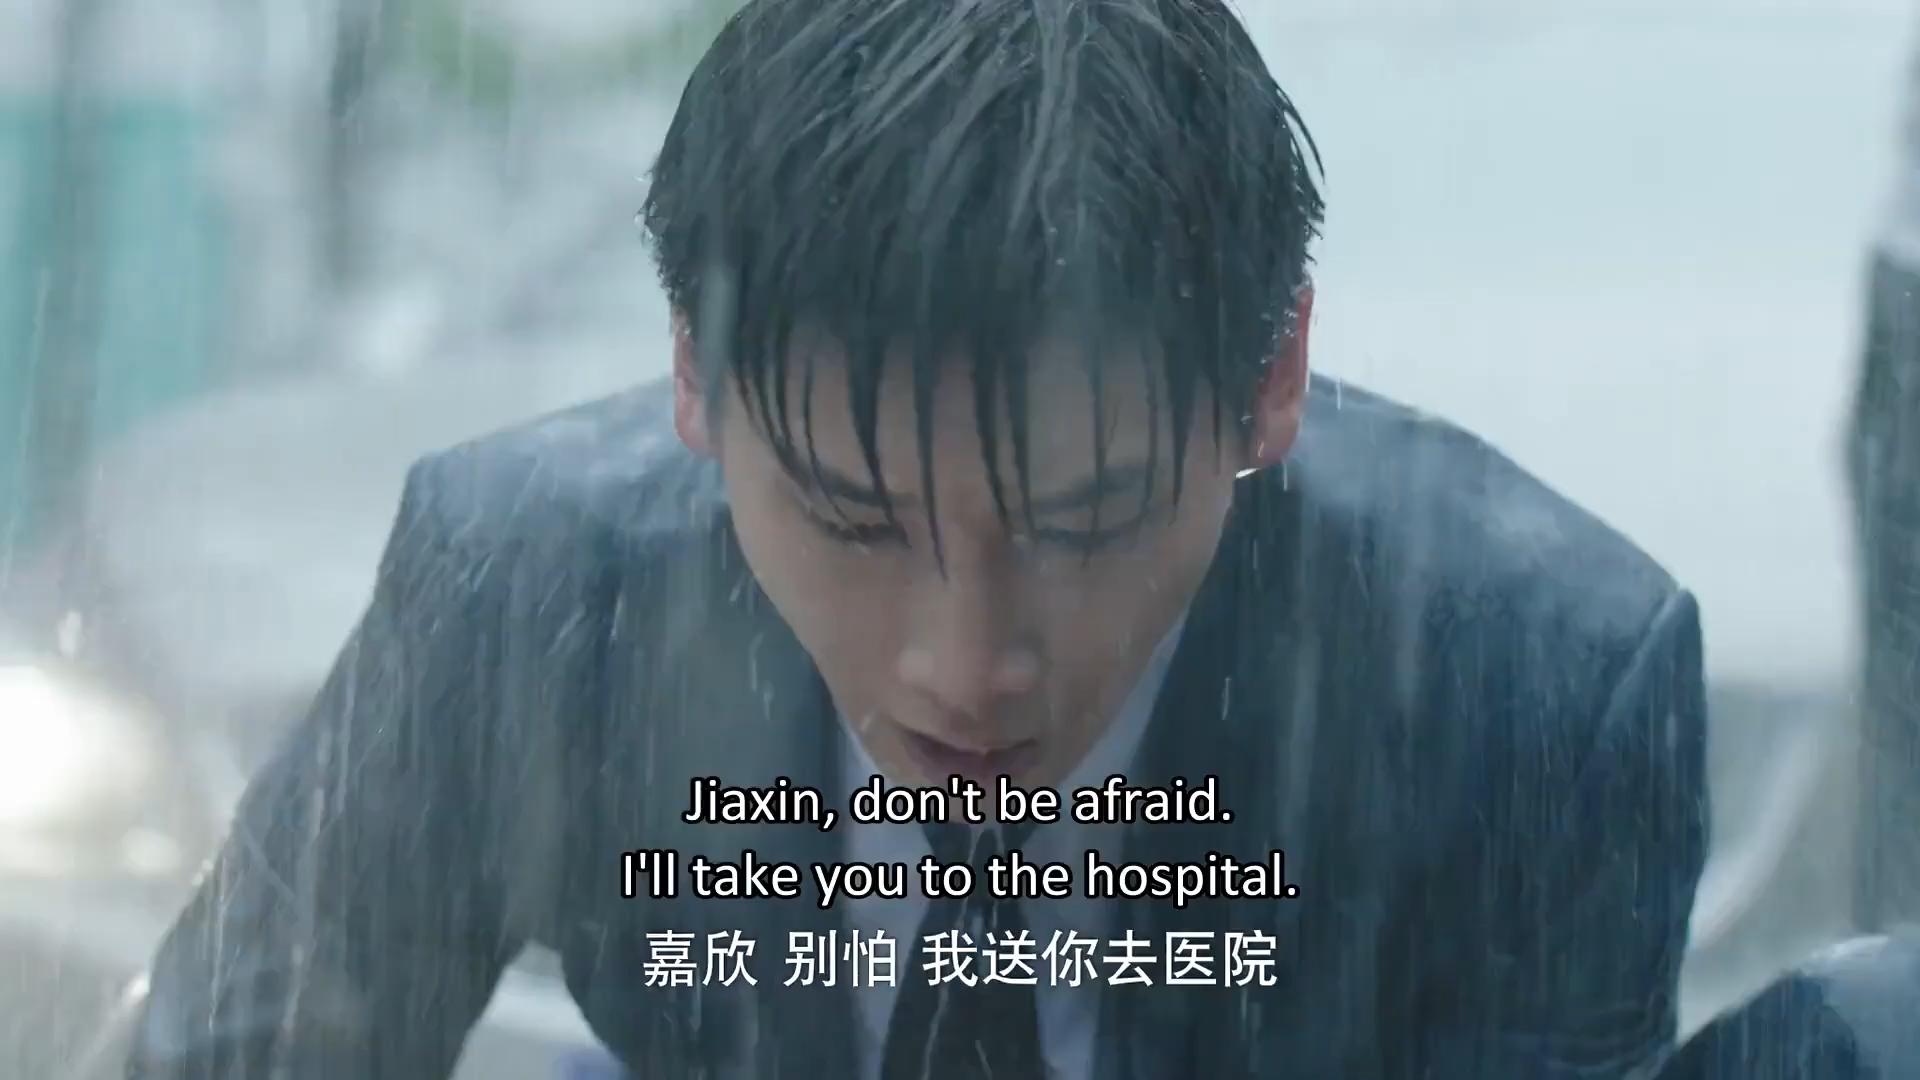 Jiaxin, don't be afraid.
I'll take you to the hospital.
嘉欣 别怕 我送你去医院